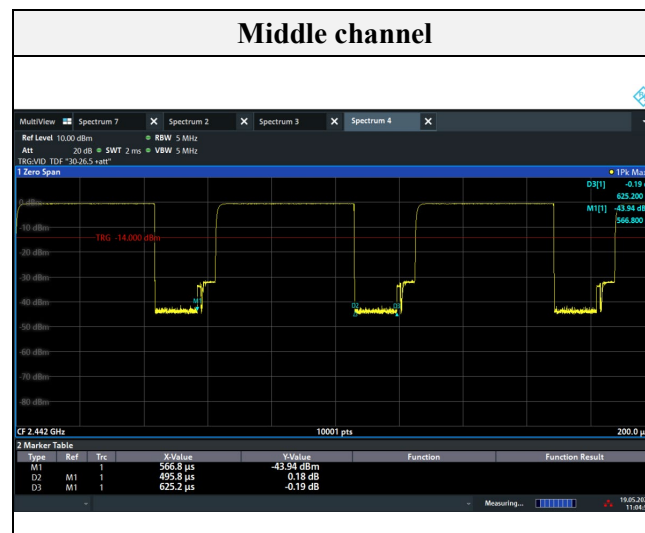 Middle channel
MultiView Spectrum 7 X Spectrum 2 X Spectrum 3 X Spectrum 4 X
Ref Level 10.00 dBm RBW 5 MHz
Att 20 dB SWT 2 ms VBW 5 MHz
TRG:VID TDF "30-26.5 +att"
1 Zero Span 1Pk Ma
D3[1] -0.19
625.200
0 dBm
M1[1] -43.94 dB
566.800
-10 dBm
TRG -14.000 dBm
-20 dBm
-30 dBm
-40 dBm
M1 D2 D3
-50 dBm
-60 dBm
-70 dBm
-80 dBm
CF 2.442 GHz 10001 pts 200.0 µ
2 Marker Table
Type Ref Trc X-Value Y-Value Function Function Result
M1 1 566.8 µs -43.94 dBm
D2 M1 1 495.8 µs 0.18 dB
D3 M1 1 625.2 µs -0.19 dB
Measuring... 19.05.20
11:04: